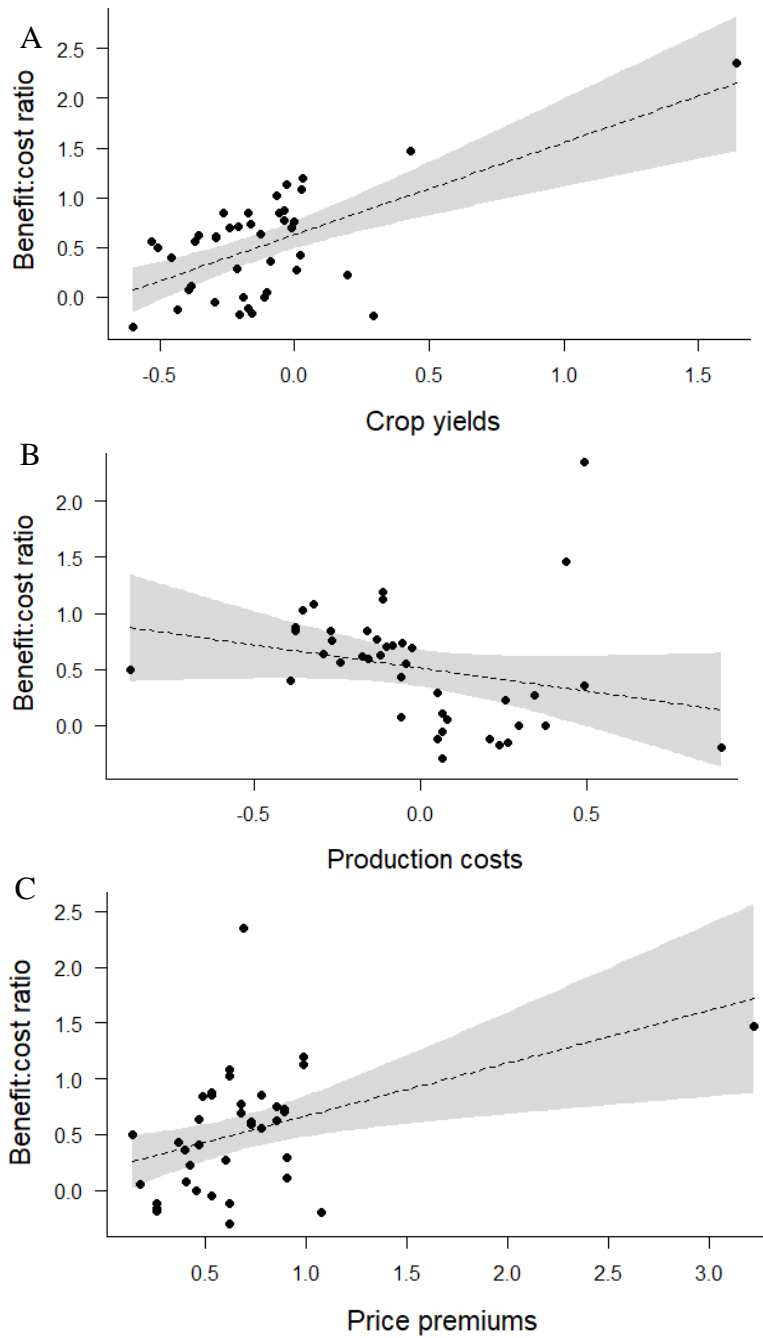 A
Benefit:cost ratio
2.5
2.0
1.5
1.0
0.5
0.0
-0.5 0.0 0.5 1.0 1.5
Crop yields
B
Benefit:cost ratio
2.0
1.5
1.0
0.5
0.0
-0.5 0.0 0.5
Production costs
C
Benefit:cost ratio
2.5
2.0
1.5
1.0
0.5
0.0
0.5 1.0 1.5 2.0 2.5 3.0
Price premiums